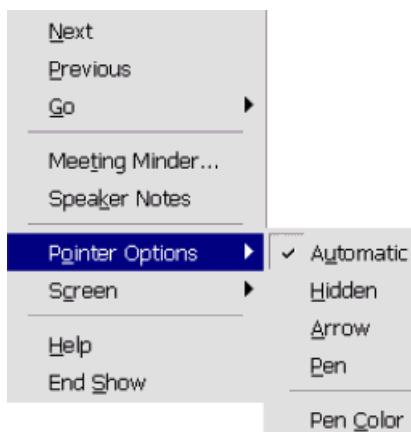 Next
Previous
Go
Meeting Minder...
Speaker Notes
Pointer Options
Screen
Help
End Show
Automatic
Hidden
Arrow
Pen
Pen Color